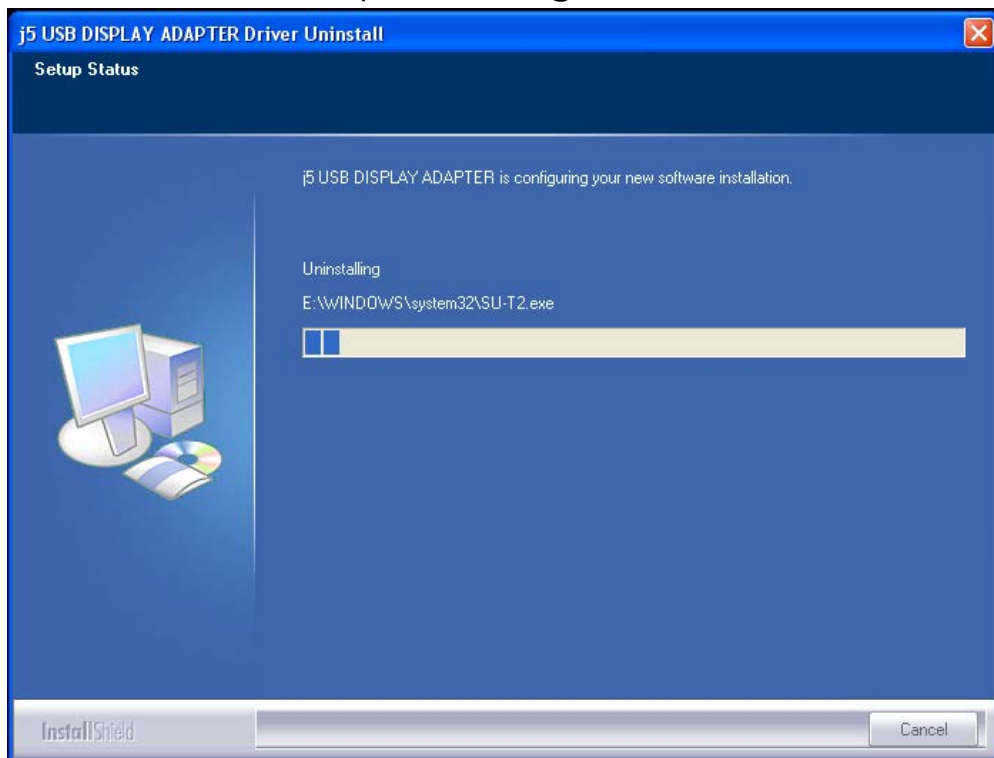 j5 USB DISPLAY ADAPTER Driver Uninstall
Setup Status
j5 USB DISPLAY ADAPTER is configuring your new software installation.
Uninstalling
E:\WINDOWS\system32\SU-T2.exe
InstallShield
Cancel